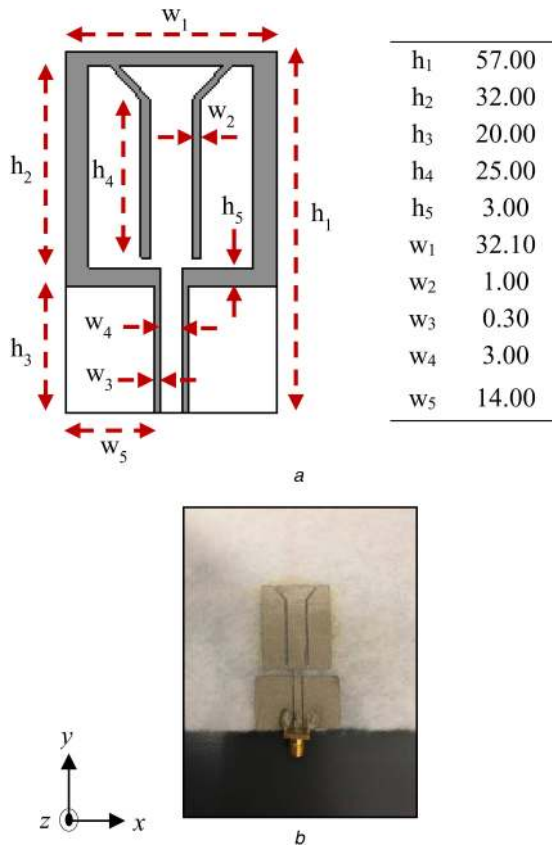 w₁
h₂
h₄
w₂
h₅
h₁
w₄
h₃
w₃
w₅
h₁ 57.00
h₂ 32.00
h₃ 20.00
h₄ 25.00
h₅ 3.00
w₁ 32.10
w₂ 1.00
w₃ 0.30
w₄ 3.00
w₅ 14.00
a
y
z x
b